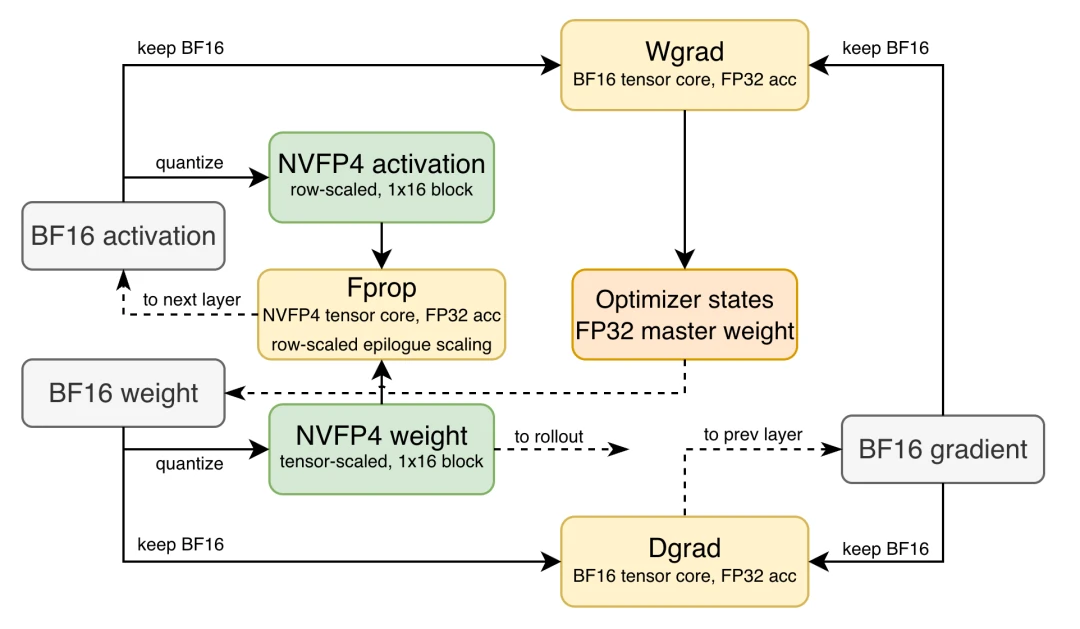 keep BF16
Wgrad
BF16 tensor core, FP32 acc
keep BF16
quantize
NVFP4 activation
row-scaled, 1x16 block
BF16 activation
to next layer
Fprop
NVFP4 tensor core, FP32 acc
row-scaled epilogue scaling
Optimizer states
FP32 master weight
BF16 weight
quantize
NVFP4 weight
tensor-scaled, 1x16 block
to rollout
to prev layer
BF16 gradient
keep BF16
Dgrad
BF16 tensor core, FP32 acc
keep BF16